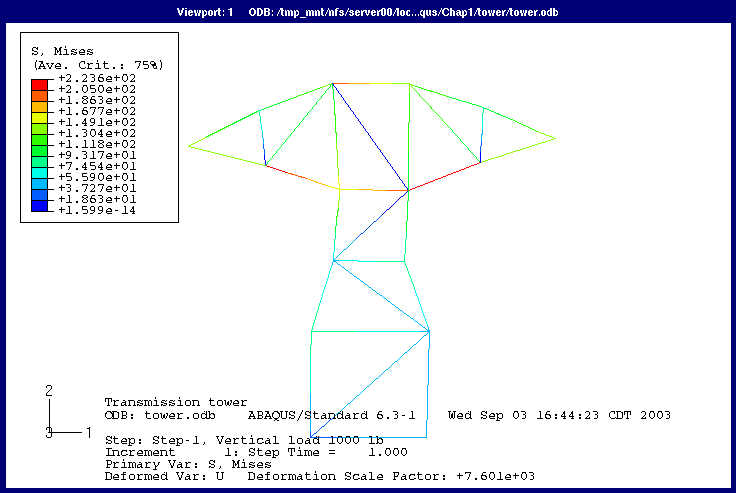 Viewport: 1 ODB: /tmp_mnt/nfs/server00/loc...qus/Chap1/tower/tower.odb
S, Mises
(Ave. Crit.: 75%)
+2.236e+02
+2.050e+02
+1.863e+02
+1.677e+02
+1.491e+02
+1.304e+02
+1.118e+02
+9.317e+01
+7.454e+01
+5.590e+01
+3.727e+01
+1.863e+01
+1.599e-14
2
3 1
Transmission tower
ODB: tower.odb ABAQUS/Standard 6.3-1 Wed Sep 03 16:44:23 CDT 2003
Step: Step-1, Vertical load 1000 lb
Increment 1: Step Time = 1.000
Primary Var: S, Mises
Deformed Var: U Deformation Scale Factor: +7.601e+03